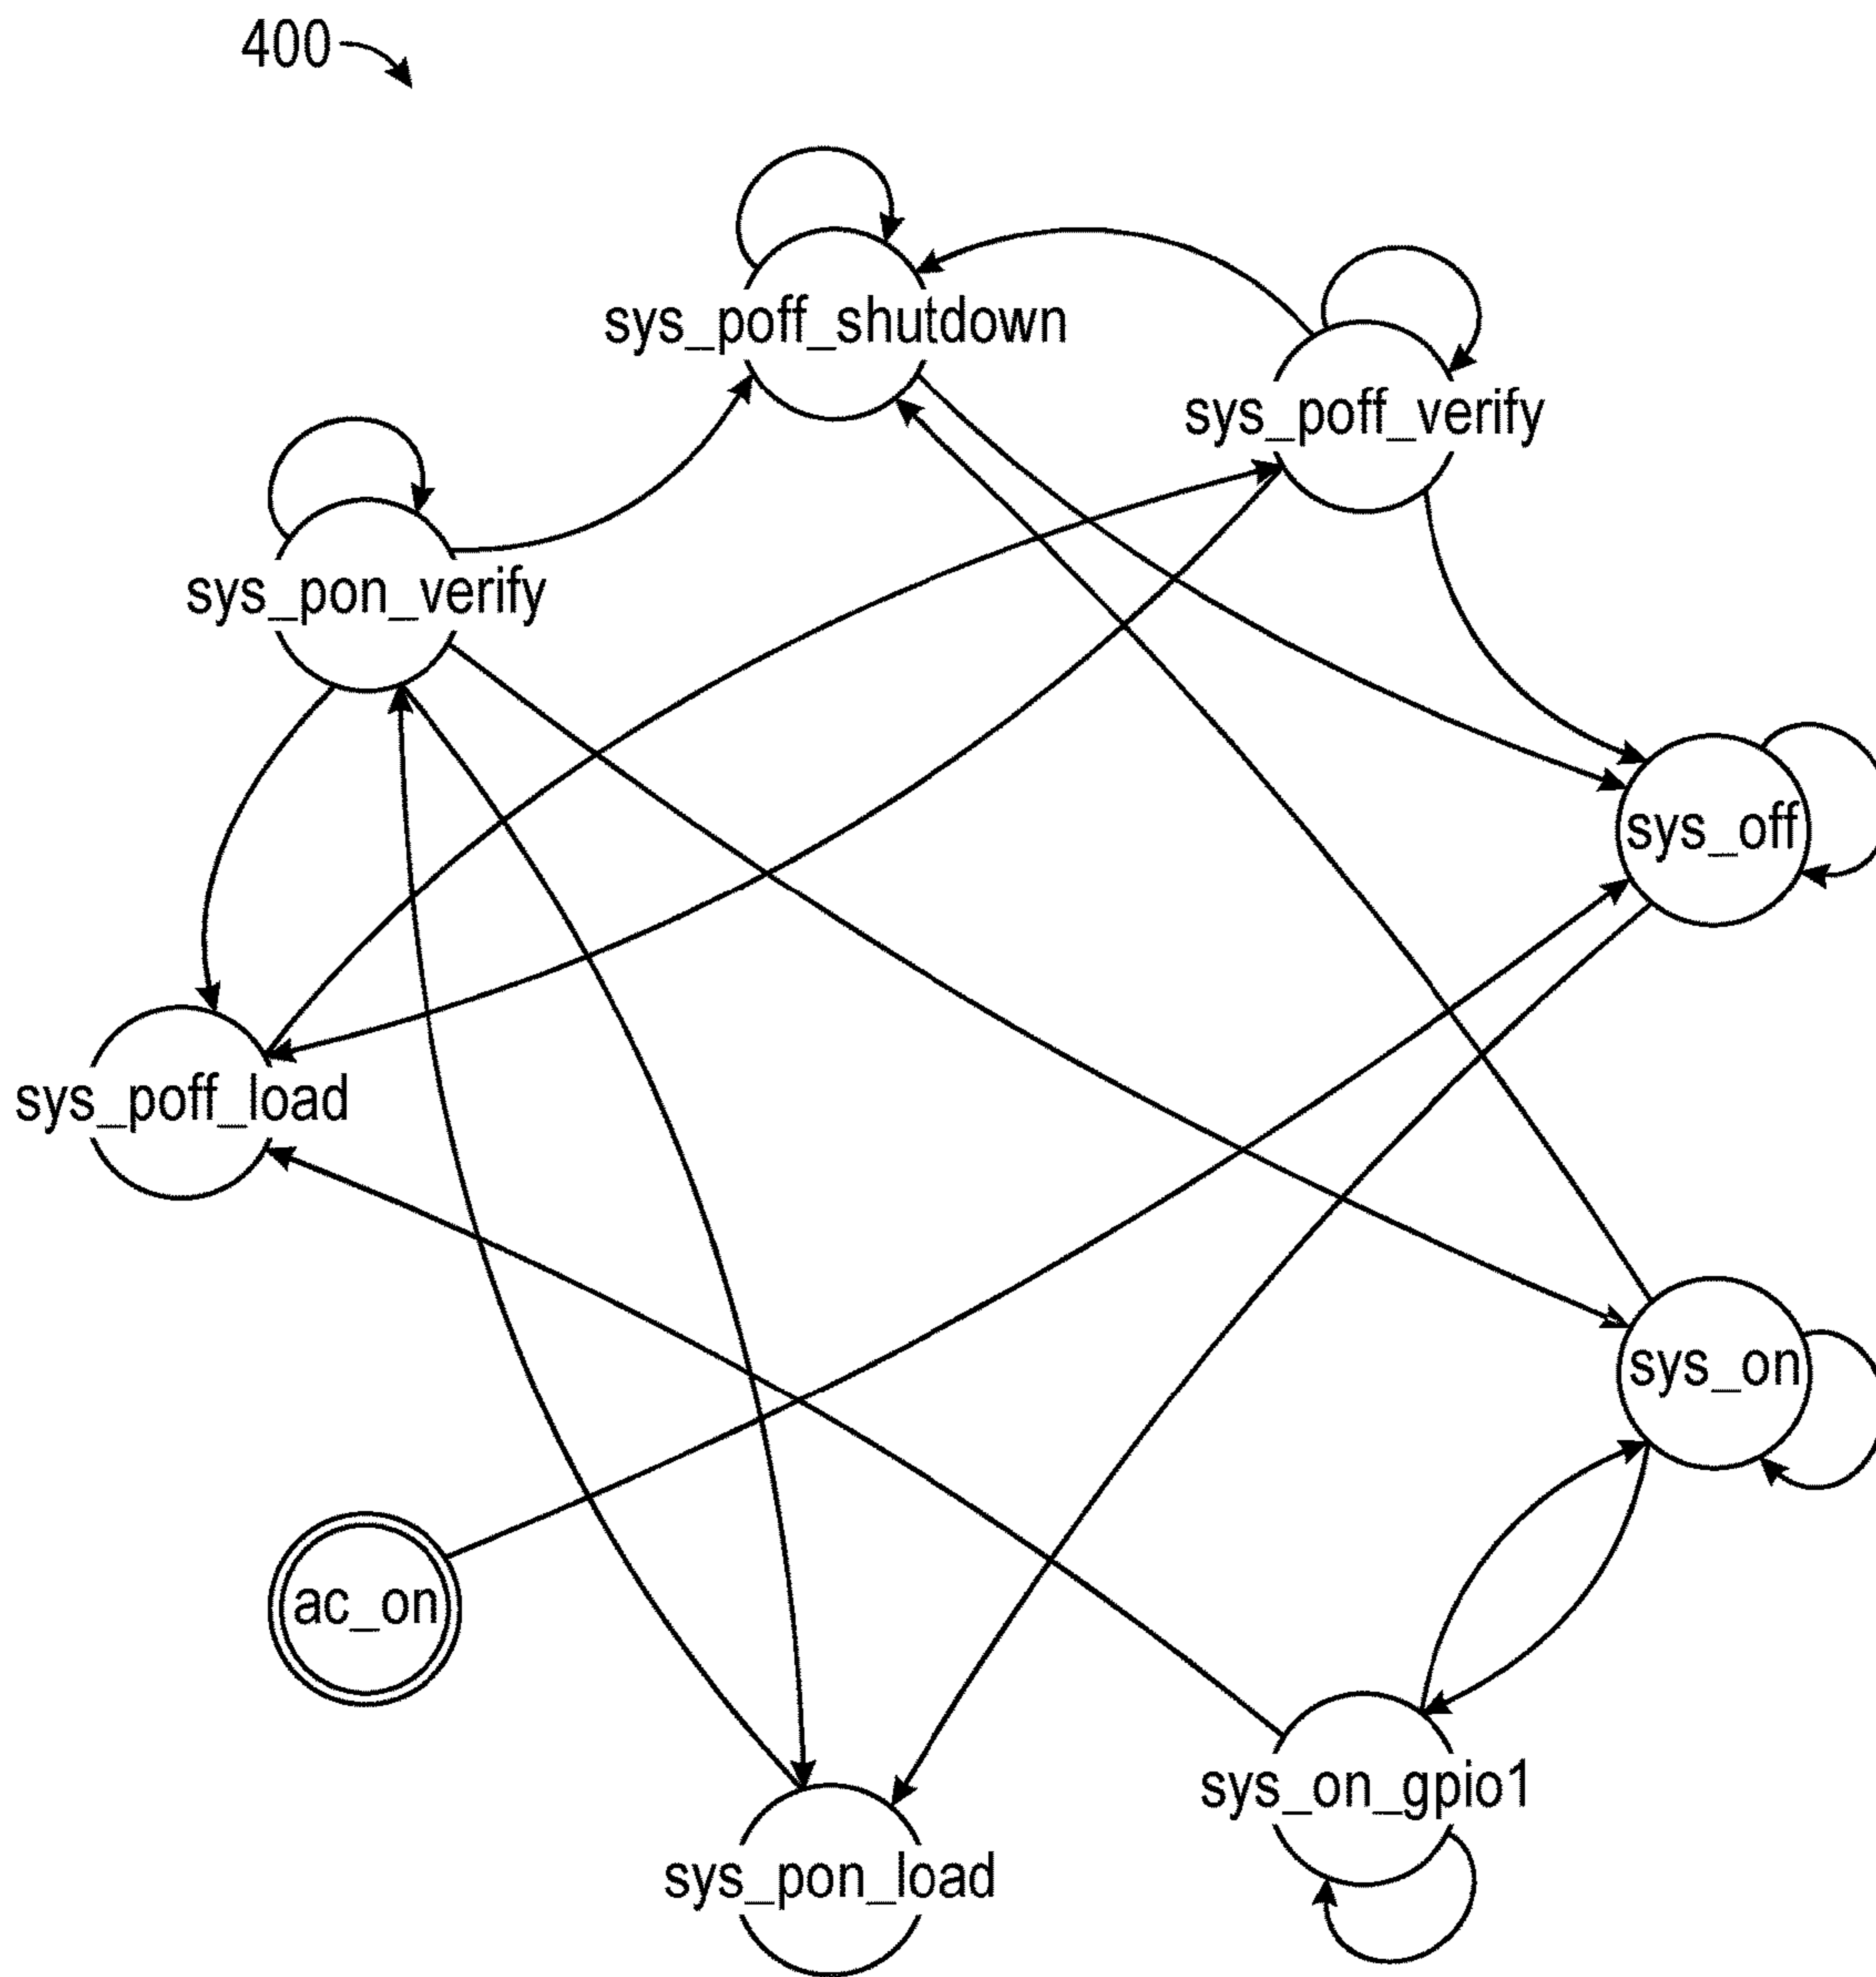 400
sys_poff_shutdown
sys_poff_verify
sys_pon_verify
sys_off
sys_poff_load
sys_on
ac_on
sys_on_gpio1
sys_pon_load